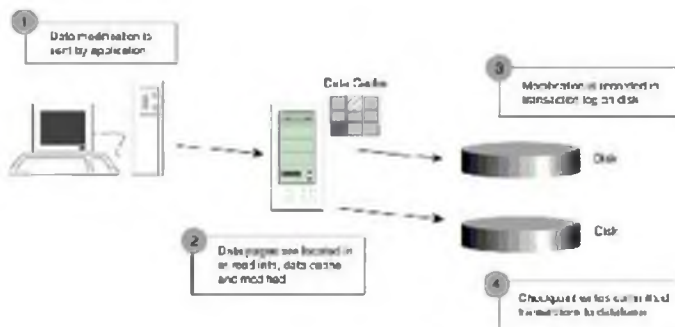 1
Data modification is
sent by application
Data Cache
3
Modification is recorded in
transaction log on disk
Disk
Disk
2
Data pages are located in
or read into, data cache
and modified
4
Checkpoint writes committed
transactions to database